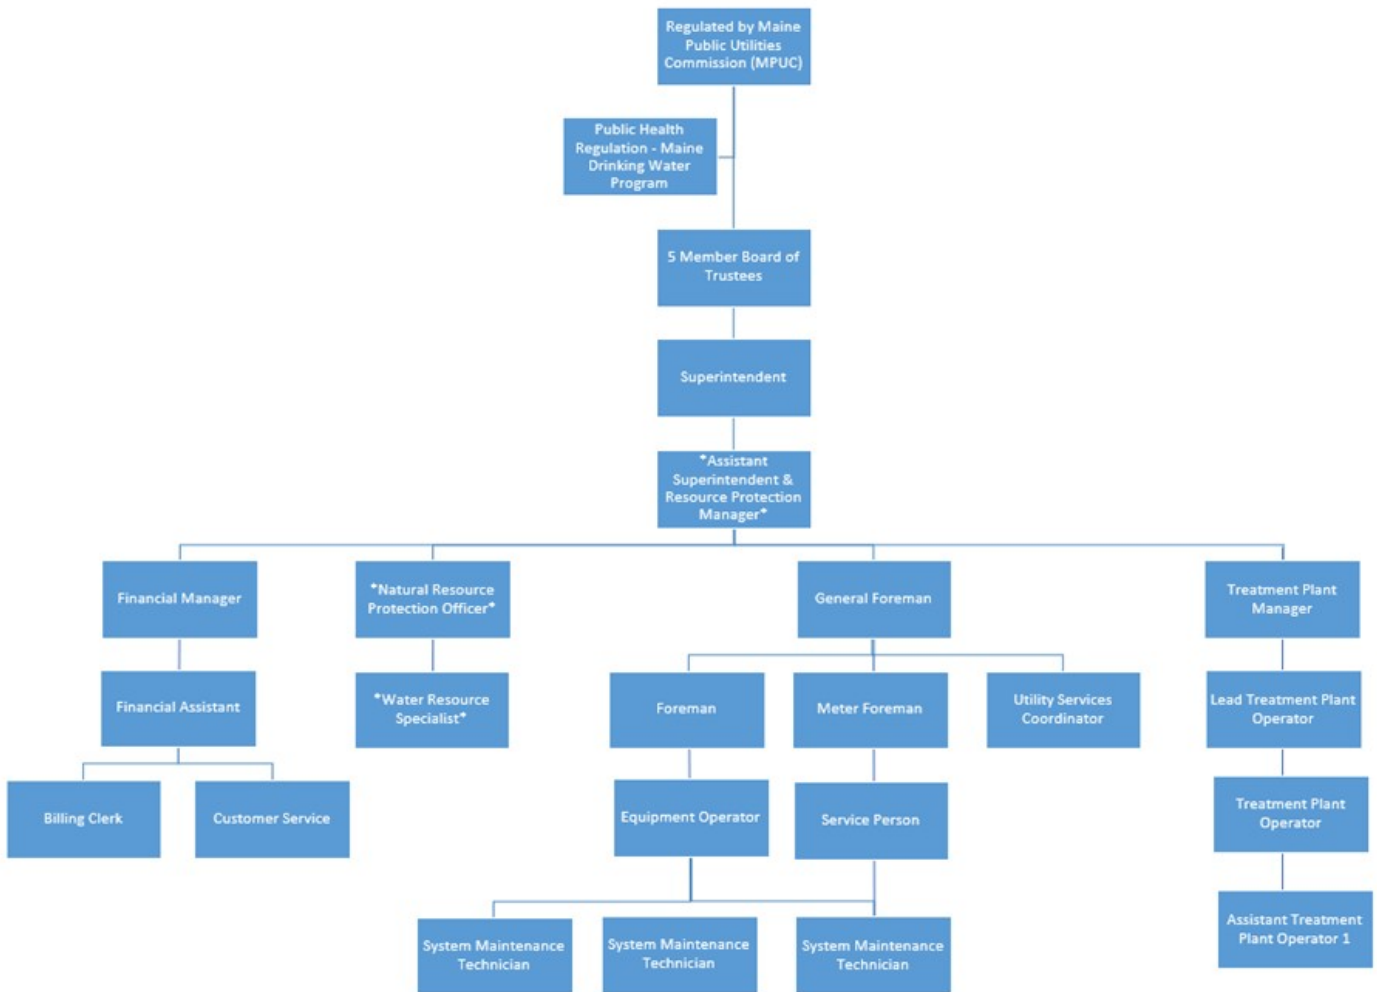 Regulated by Maine
Public Utilities
Commission (MPUC)
Public Health
Regulation - Maine
Drinking Water
Program
5 Member Board of
Trustees
Superintendent
*Assistant
Superintendent &
Resource Protection
Manager*
Financial Manager
*Natural Resource
Protection Officer*
General Foreman
Treatment Plant
Manager
Financial Assistant
*Water Resource
Specialist*
Foreman
Meter Foreman
Utility Services
Coordinator
Lead Treatment Plant
Operator
Billing Clerk
Customer Service
Equipment Operator
Service Person
Treatment Plant
Operator
System Maintenance
Technician
System Maintenance
Technician
System Maintenance
Technician
Assistant Treatment
Plant Operator 1